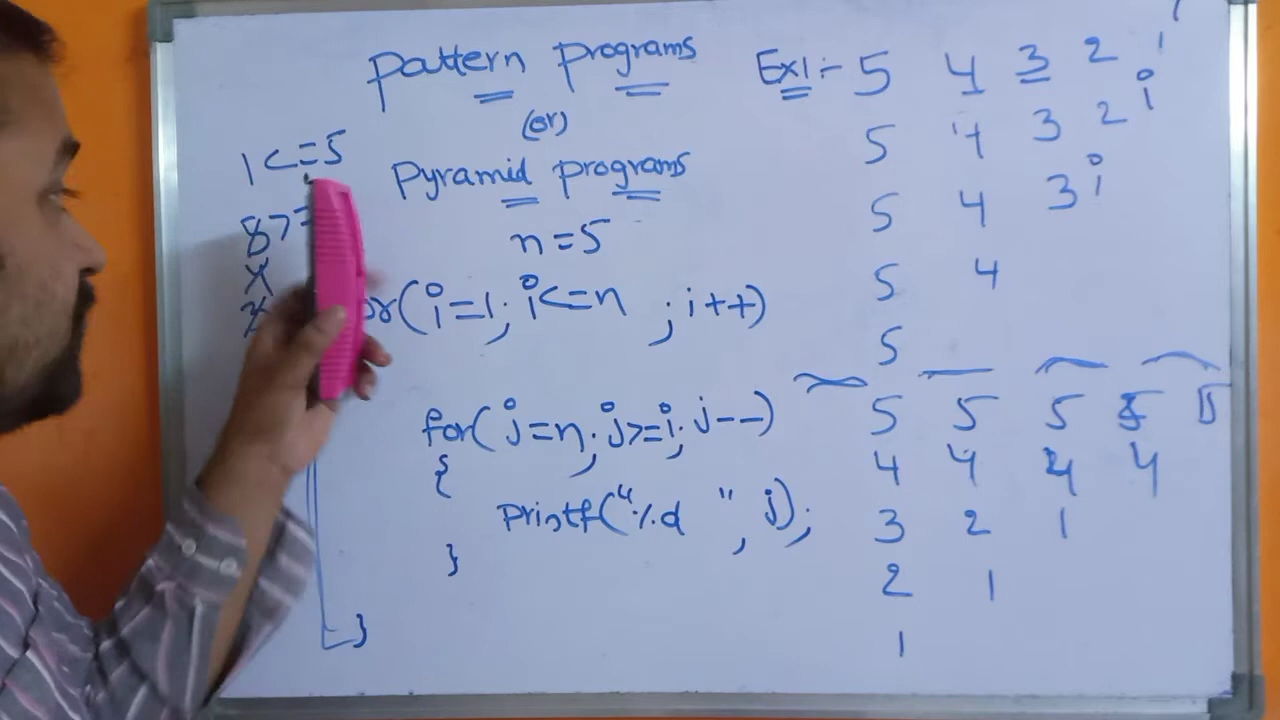 Pattern Programs
(or)
Pyramid Programs
n=5
1<=5
8>=
for(i=1; i<=n ; i++)
for(j=n; j>=i; j--)
{
printf("%d ", j);
}
}
Ex1:- 5 4 3 2 1
5 4 3 2
5 4 3
5 4
5
5 5 5 5 5
4 4 4 4
3 2 1
2 1
1